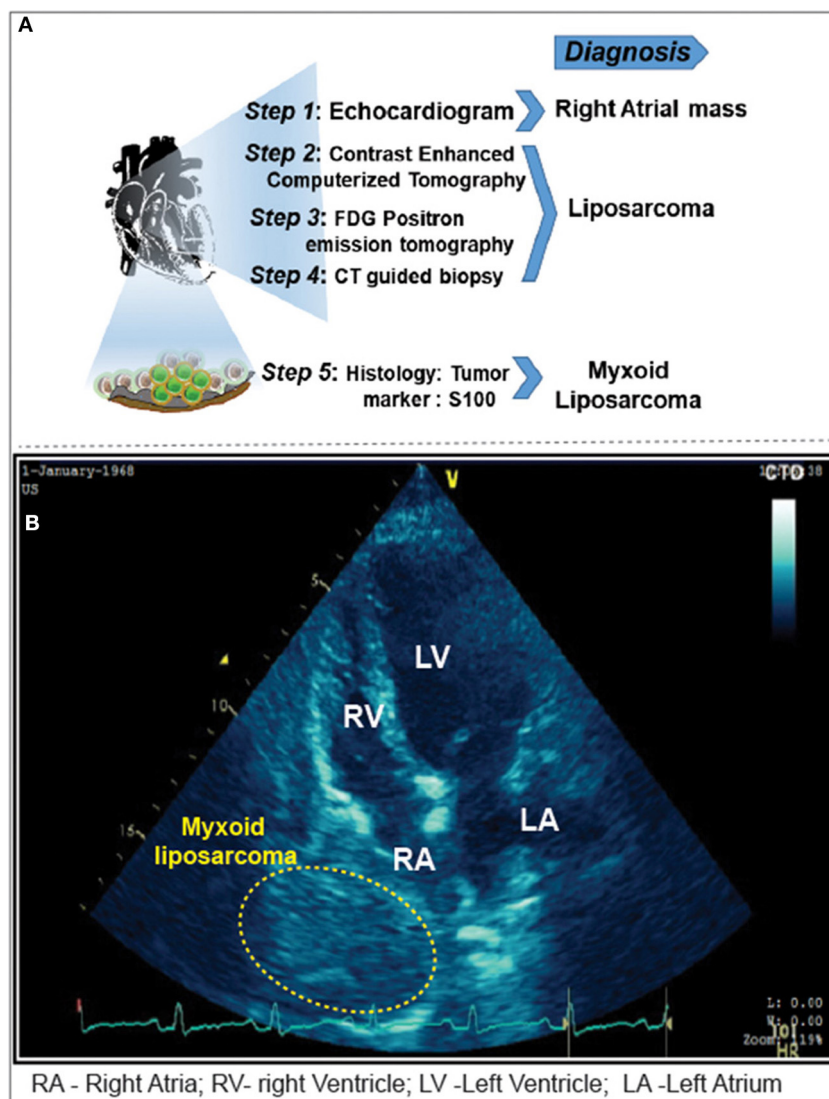 A
Diagnosis
Step 1: Echocardiogram
Right Atrial mass
Step 2: Contrast Enhanced
Computerized Tomography
Step 3: FDG Positron
emission tomography
Step 4: CT guided biopsy
Liposarcoma
Step 5: Histology: Tumor
marker : S100
Myxoid
Liposarcoma
1-January-1968
US
B
V
5
10
15
LV
RV
LA
RA
Myxoid
liposarcoma
L: 0.00
0.00
Zoom: 119%
HR
RA - Right Atria; RV- right Ventricle; LV -Left Ventricle; LA -Left Atrium